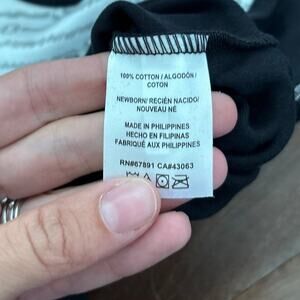 100% COTTON / ALGODÓN /
COTON
NEWBORN/ RECIÉN NACIDO/
NOUVEAU NÉ
MADE IN PHILIPPINES
HECHO EN FILIPINAS
FABRIQUÉ AUX PHILIPPINES
RN#67891 CA#43063